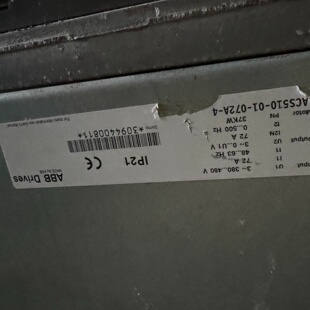 ABB Drives
IP21 CE
Input U1 3~ 380..480 V
I1 72 A
f1 48..63 Hz
Output U2 3~ 0..U1 V
I2N 72 A
f2 0..500 Hz
Motor PN 37KW
ACS510-01-072A-4